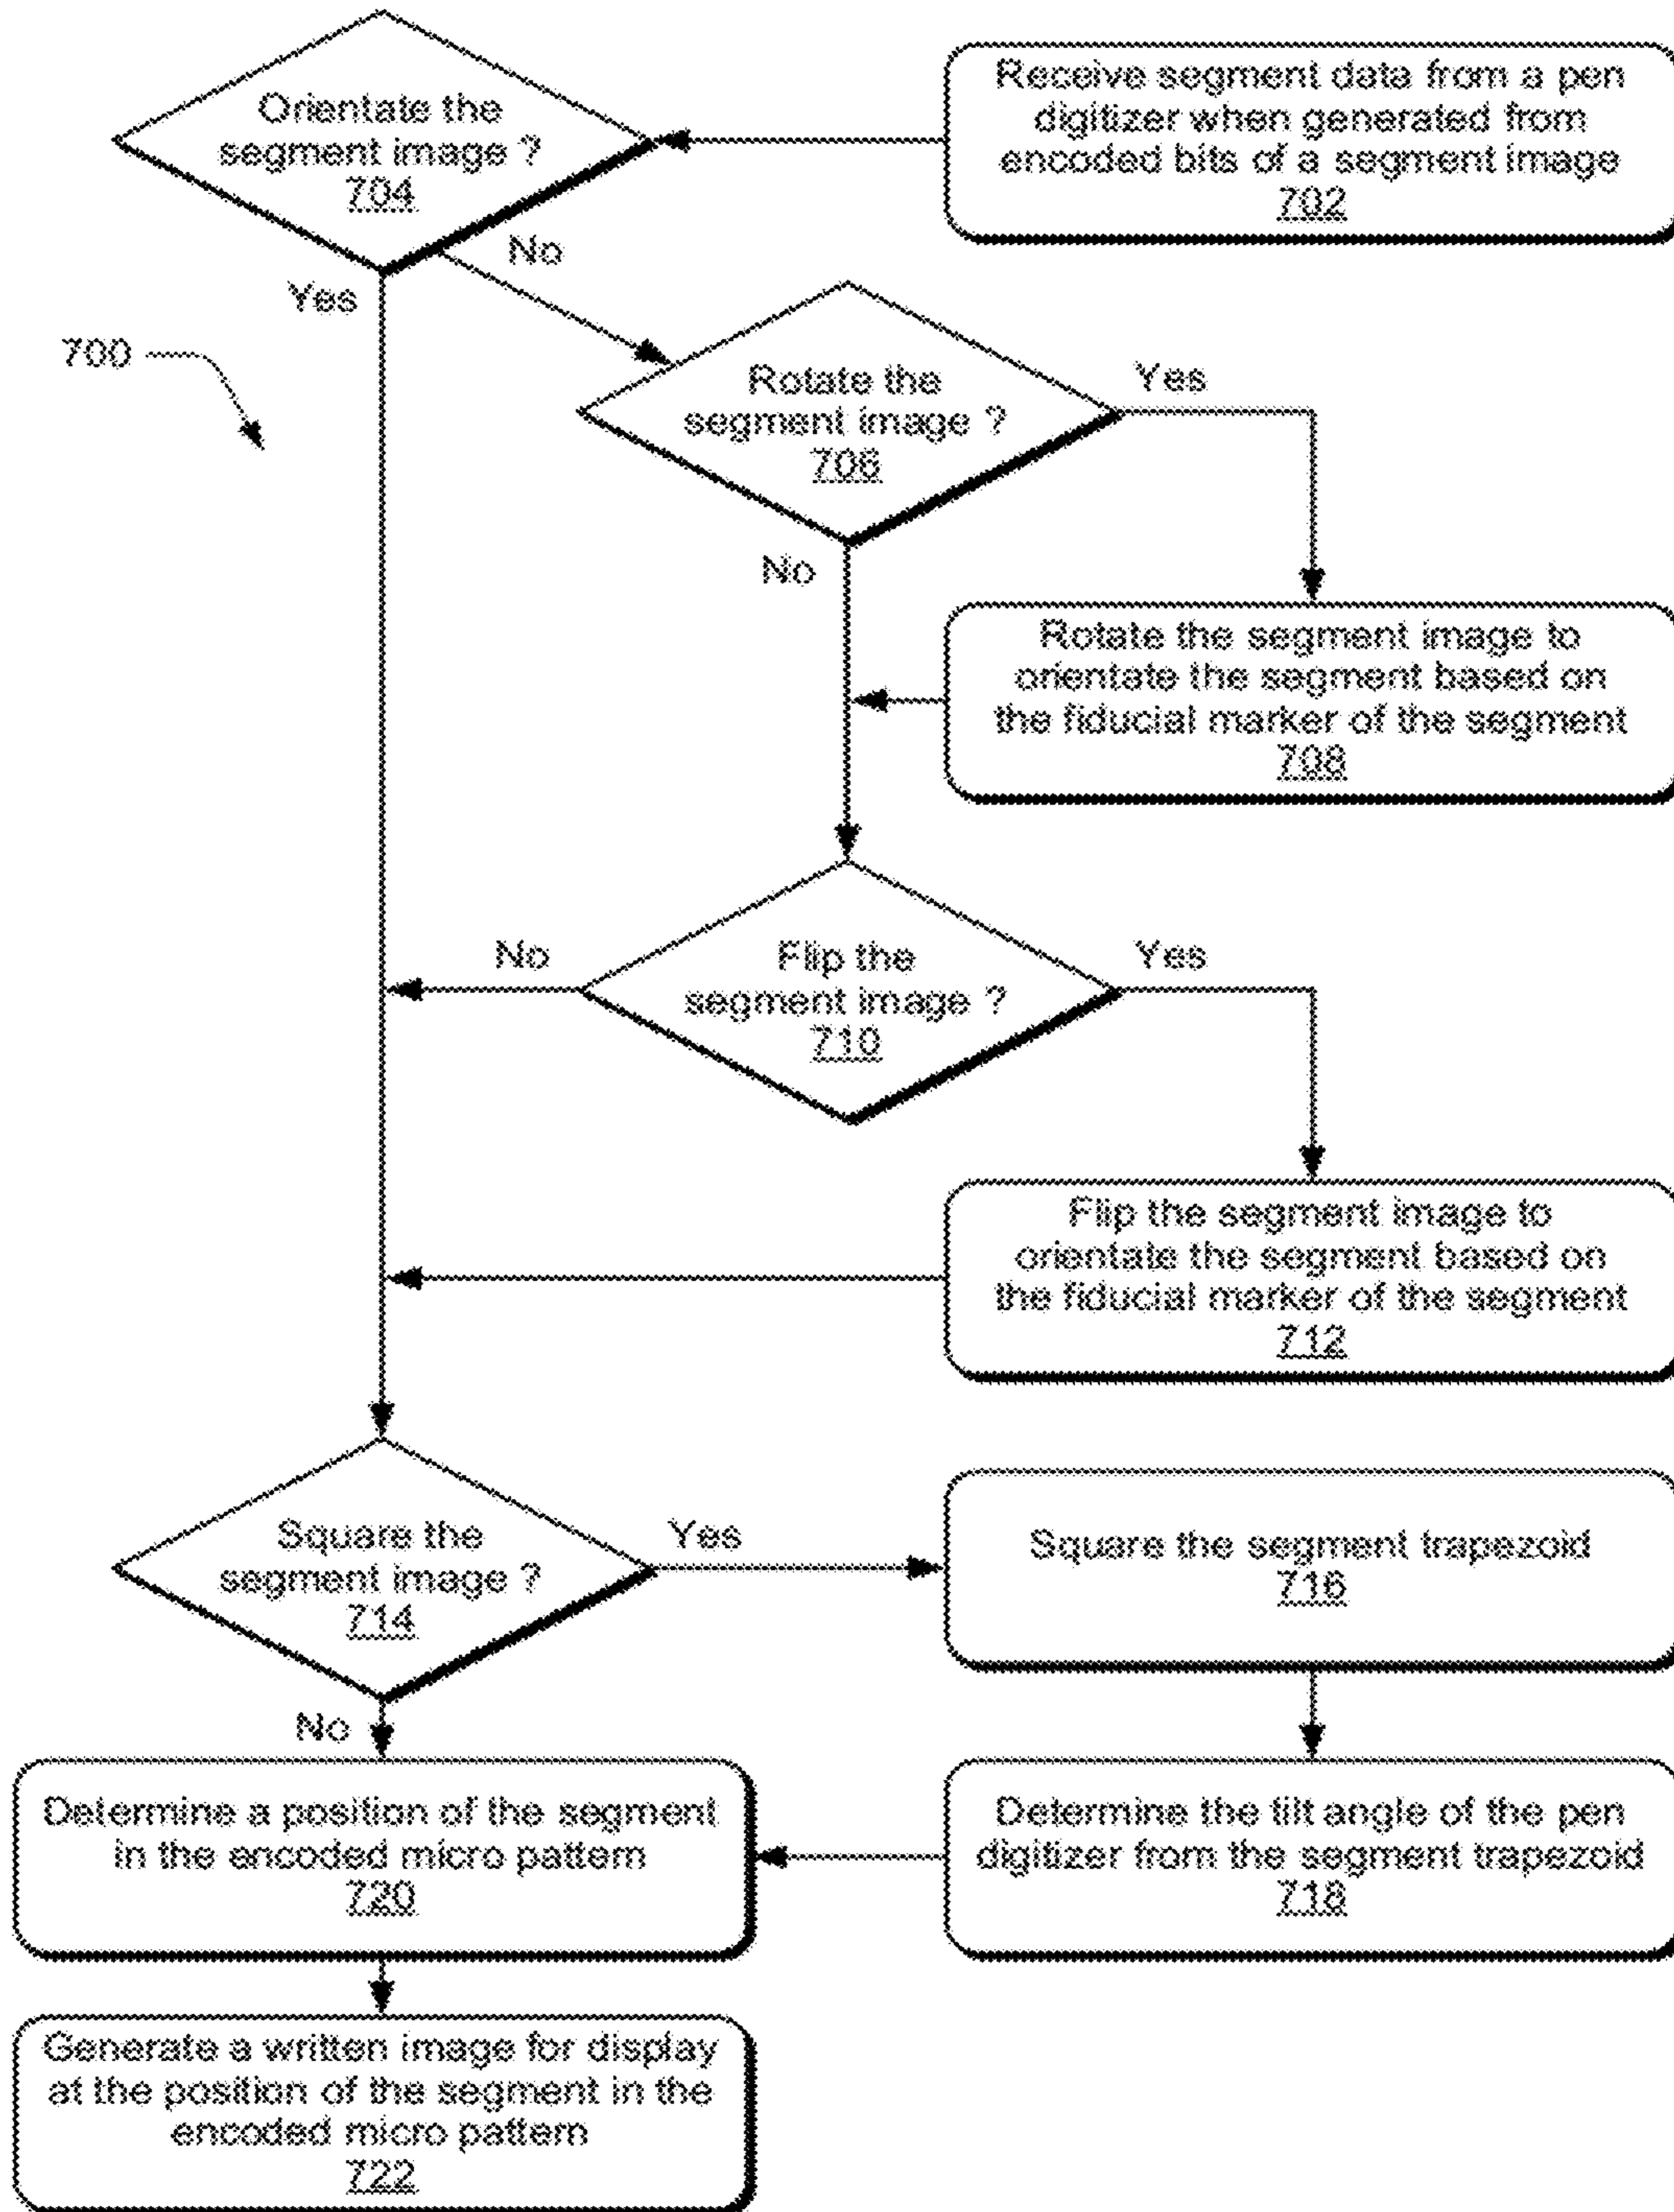 Orientate the
segment image ?
704
Receive segment data from a pen
digitizer when generated from
encoded bits of a segment image
702
No
Yes
700
Rotate the
segment image ?
706
Yes
No
Rotate the segment image to
orientate the segment based on
the fiducial marker of the segment
708
No
Flip the
segment image ?
710
Yes
Flip the segment image to
orientate the segment based on
the fiducial marker of the segment
712
Square the
segment image ?
714
Yes
Square the segment trapezoid
716
No
Determine a position of the segment
in the encoded micro pattern
720
Determine the tilt angle of the pen
digitizer from the segment trapezoid
718
Generate a written image for display
at the position of the segment in the
encoded micro pattern
722